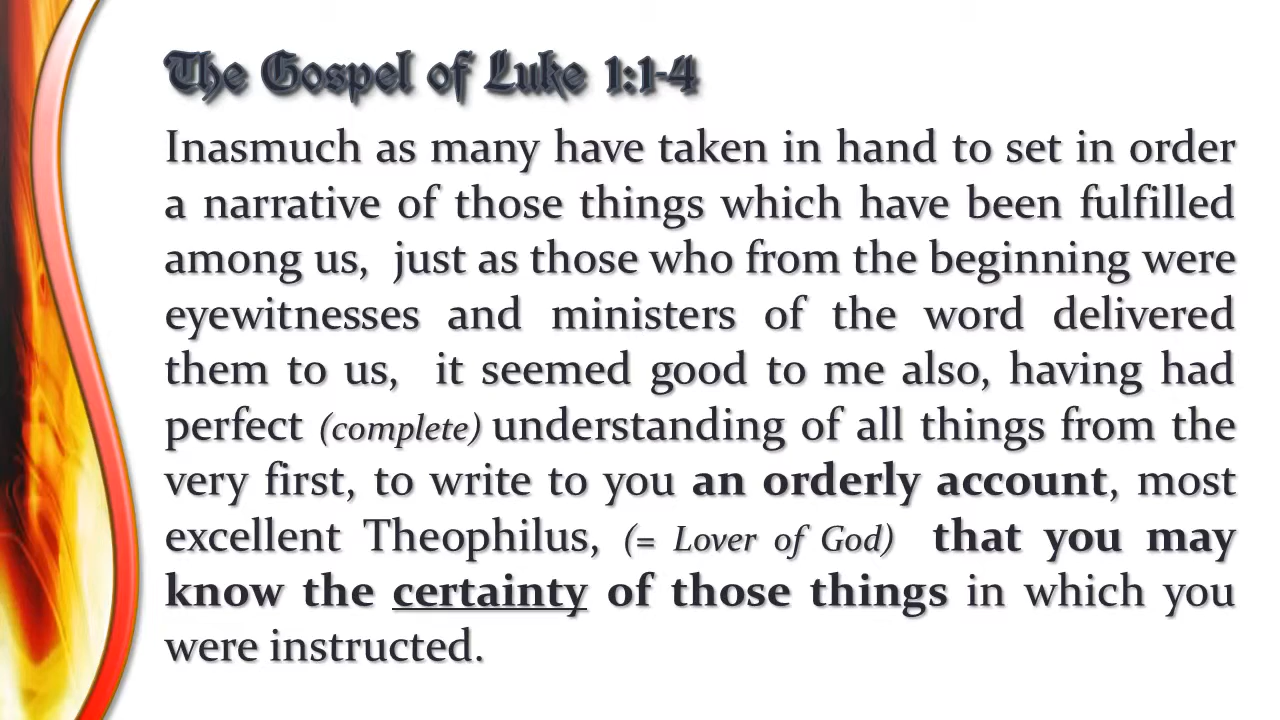 The Gospel of Luke 1:1-4
Inasmuch as many have taken in hand to set in order
a narrative of those things which have been fulfilled
among us, just as those who from the beginning were
eyewitnesses and ministers of the word delivered
them to us, it seemed good to me also, having had
perfect (complete) understanding of all things from the
very first, to write to you an orderly account, most
excellent Theophilus, (= Lover of God) that you may
know the certainty of those things in which you
were instructed.